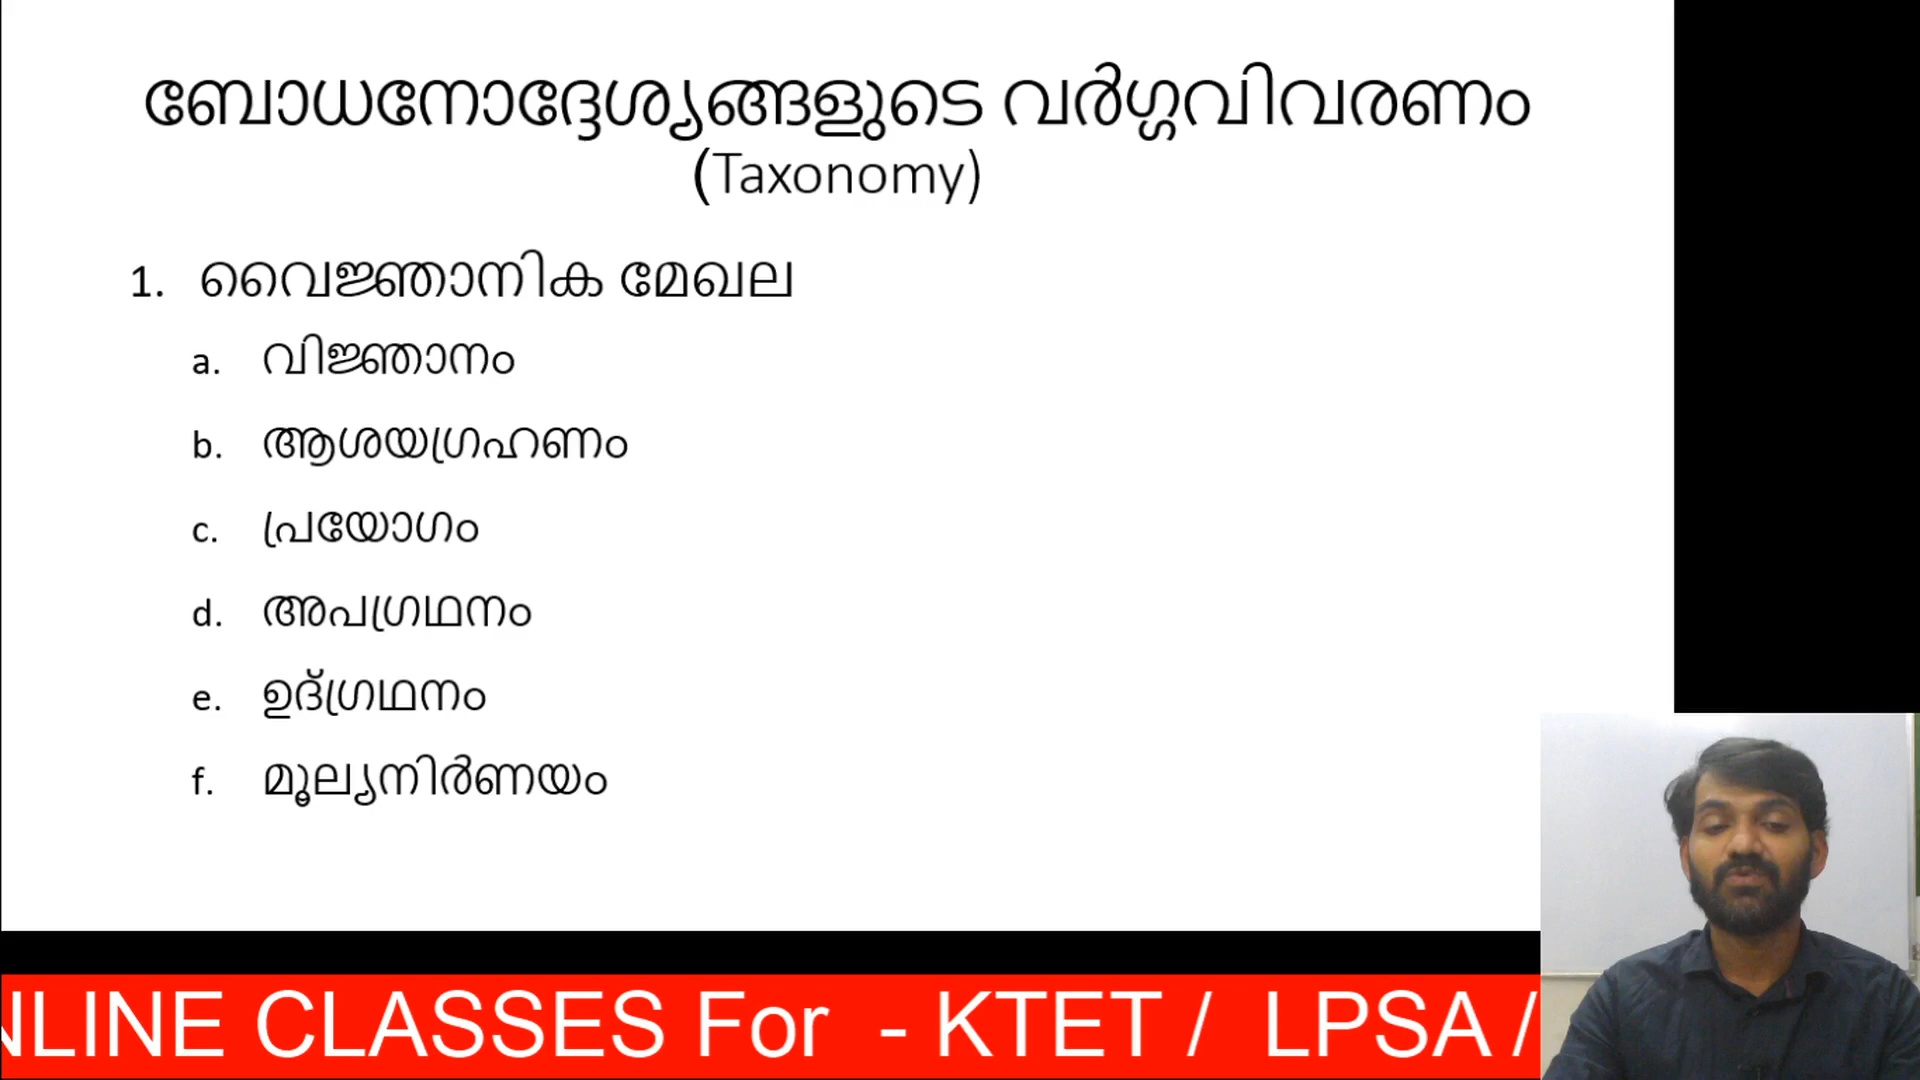 ബോധനോദ്ദേശ്യങ്ങളുടെ വർഗ്ഗവിവരണം
(Taxonomy)
1. വൈജ്ഞാനിക മേഖല
a. വിജ്ഞാനം
b. ആശയഗ്രഹണം
c. പ്രയോഗം
d. അപഗ്രഥനം
e. ഉദ്ഗ്രഥനം
f. മൂല്യനിർണയം
NLINE CLASSES For - KTET / LPSA /